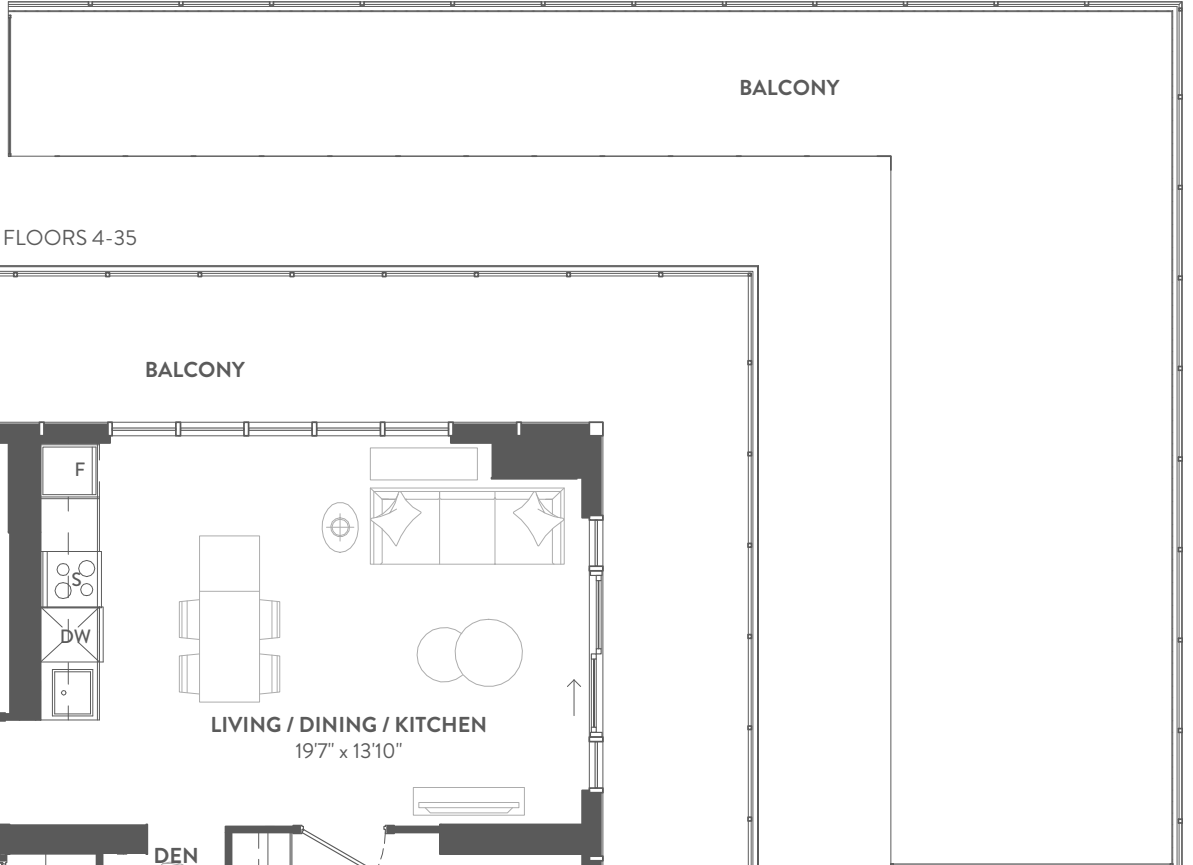 BALCONY
FLOORS 4-35
BALCONY
F
S
DW
LIVING / DINING / KITCHEN
19'7" x 13'10"
DEN